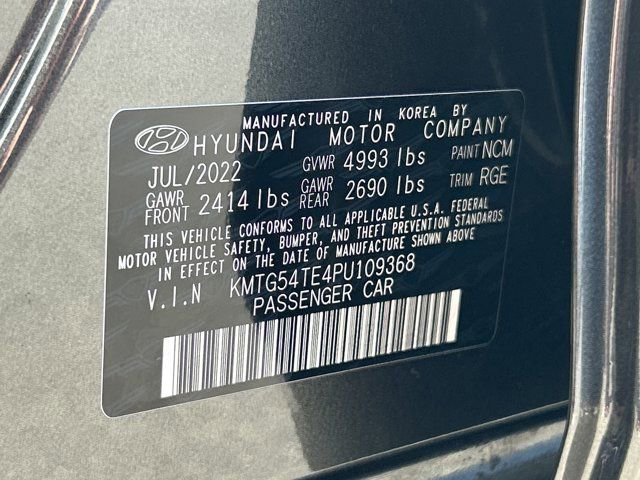 MANUFACTURED IN KOREA BY
HYUNDAI MOTOR COMPANY
JUL/2022 GVWR 4993 lbs PAINT NCM
GAWR FRONT 2414 lbs GAWR REAR 2690 lbs TRIM RGE
THIS VEHICLE CONFORMS TO ALL APPLICABLE U.S.A. FEDERAL
MOTOR VEHICLE SAFETY, BUMPER, AND THEFT PREVENTION STANDARDS
IN EFFECT ON THE DATE OF MANUFACTURE SHOWN ABOVE
V.I.N KMTG54TE4PU109368
PASSENGER CAR